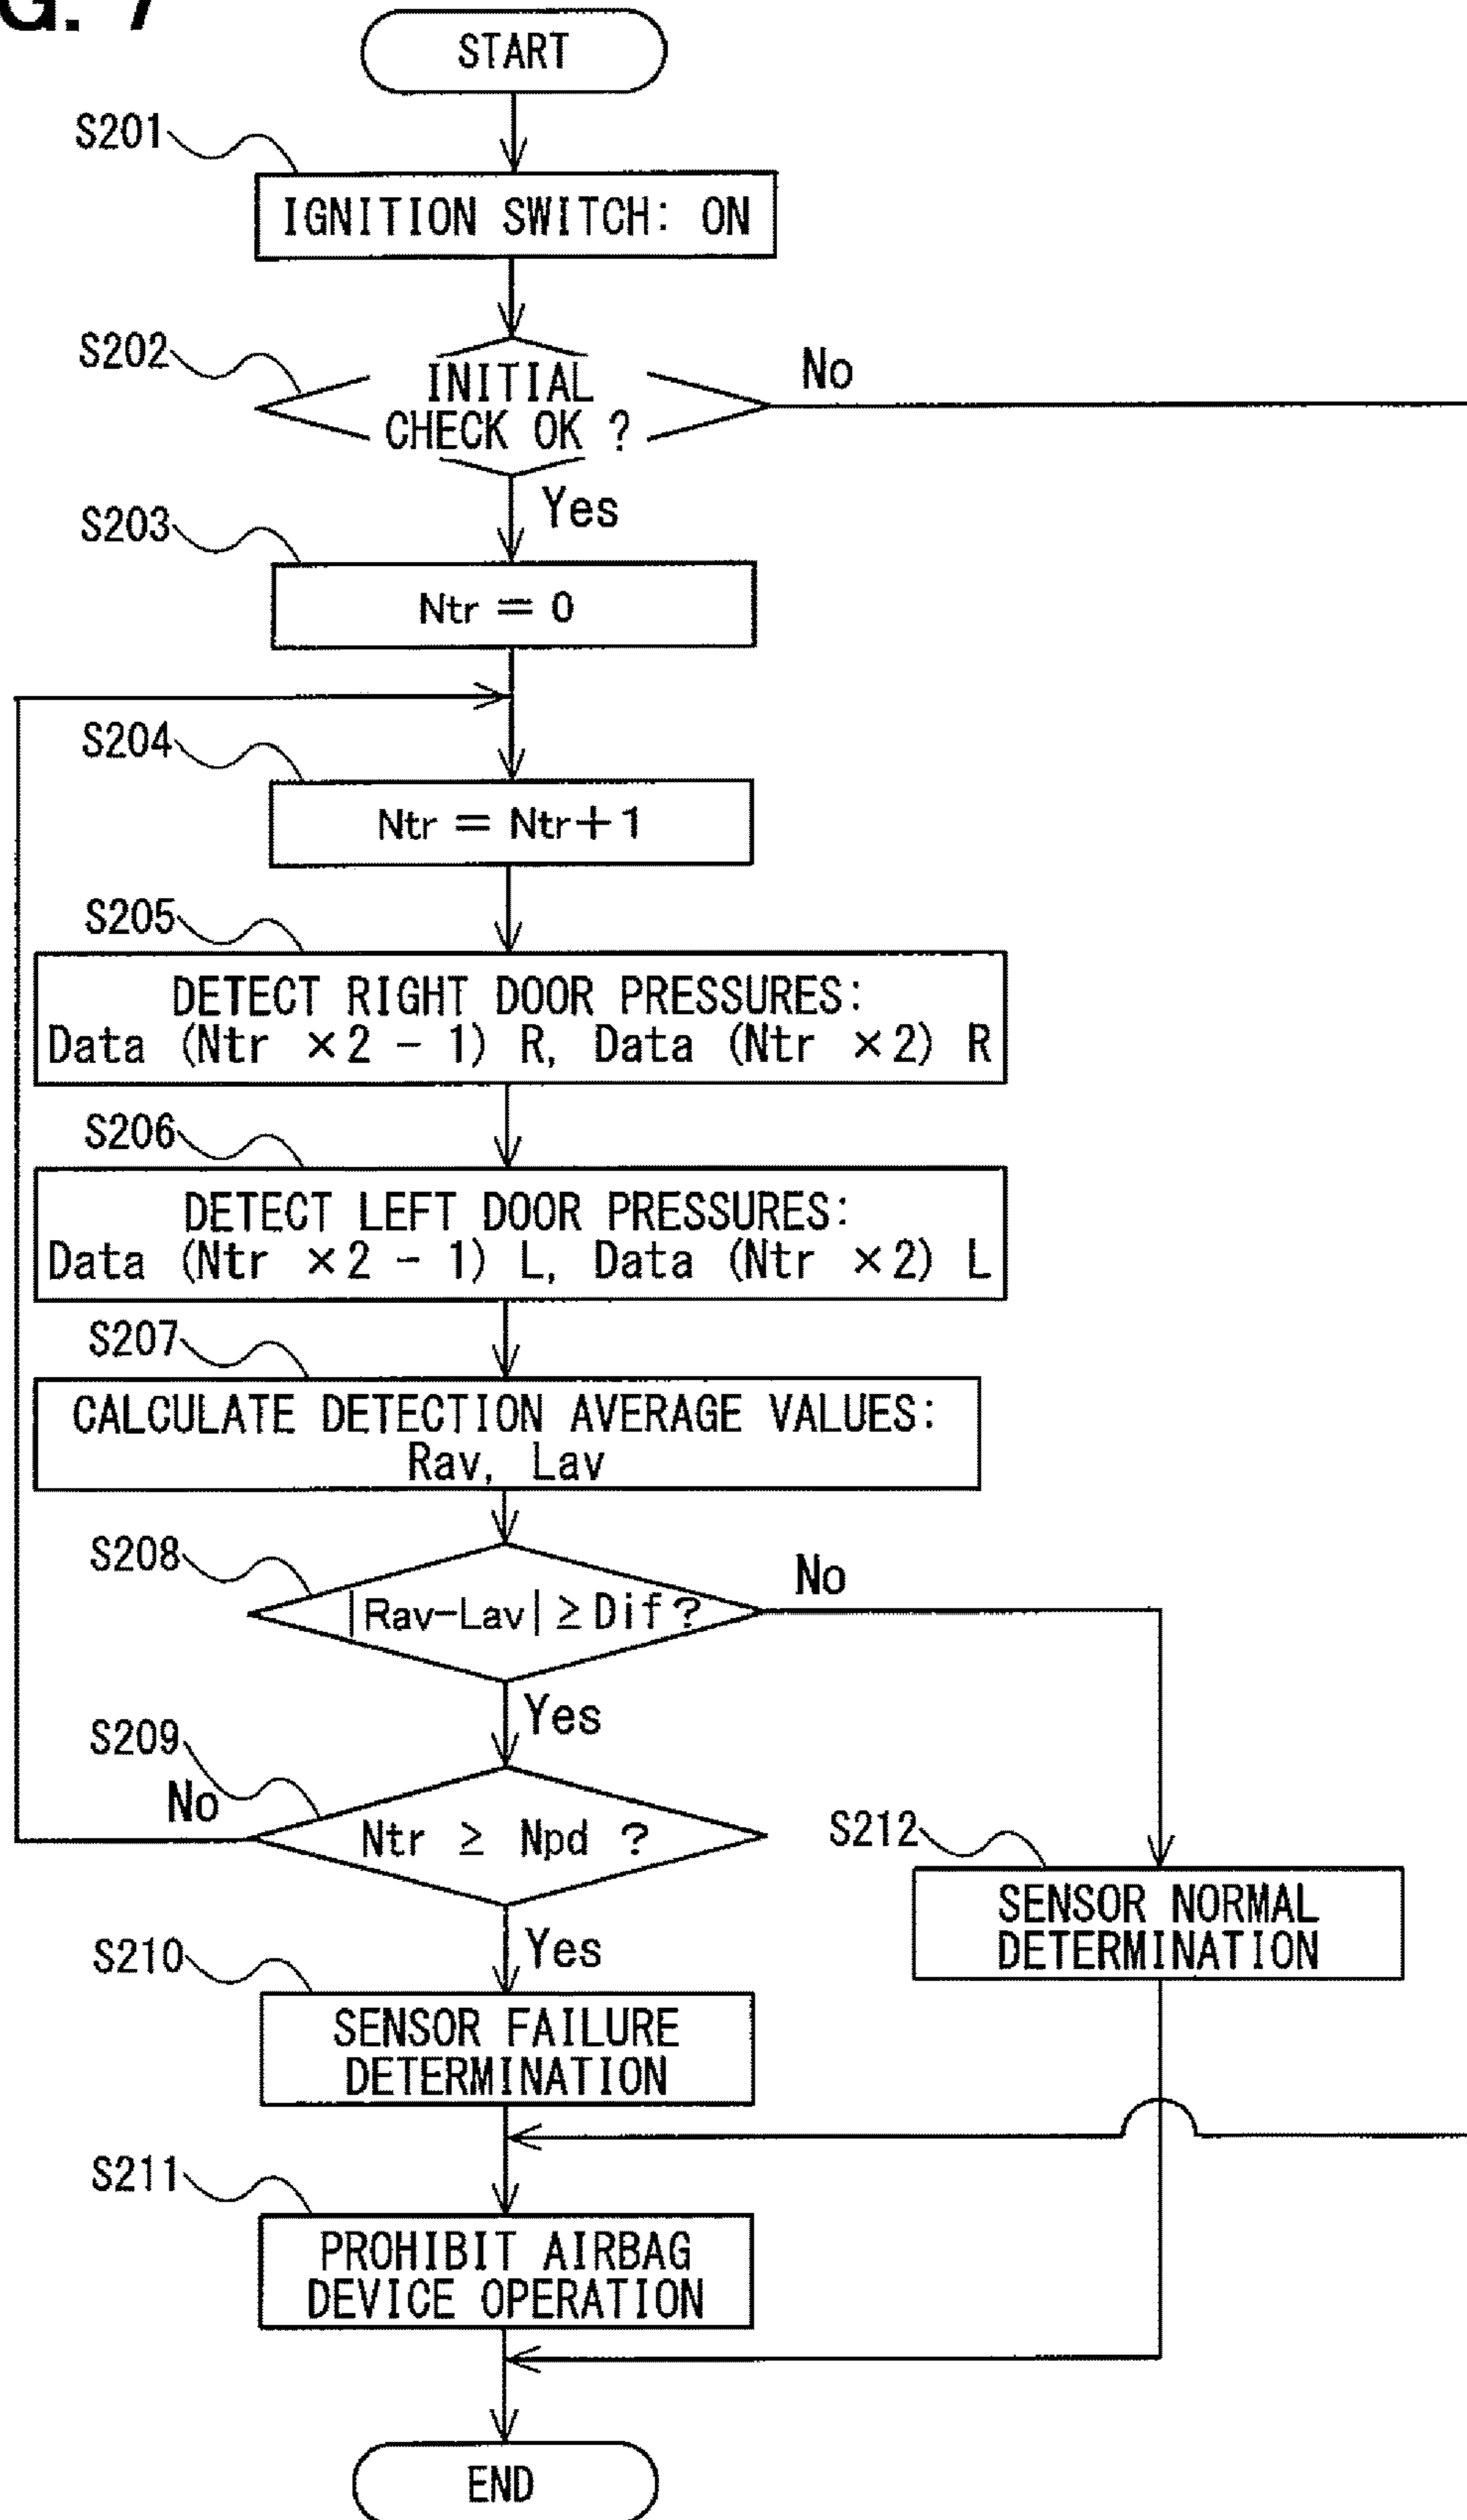 G. 7
START
S201
IGNITION SWITCH: ON
S202
INITIAL
CHECK OK ?
No
Yes
S203
Ntr = 0
S204
Ntr = Ntr+1
S205
DETECT RIGHT DOOR PRESSURES:
Data (Ntr ×2 - 1) R, Data (Ntr ×2) R
S206
DETECT LEFT DOOR PRESSURES:
Data (Ntr ×2 - 1) L, Data (Ntr ×2) L
S207
CALCULATE DETECTION AVERAGE VALUES:
Rav, Lav
S208
|Rav-Lav| ≥ Dif?
No
Yes
S209
No
Ntr ≥ Npd ?
Yes
S212
SENSOR NORMAL
DETERMINATION
S210
SENSOR FAILURE
DETERMINATION
S211
PROHIBIT AIRBAG
DEVICE OPERATION
END